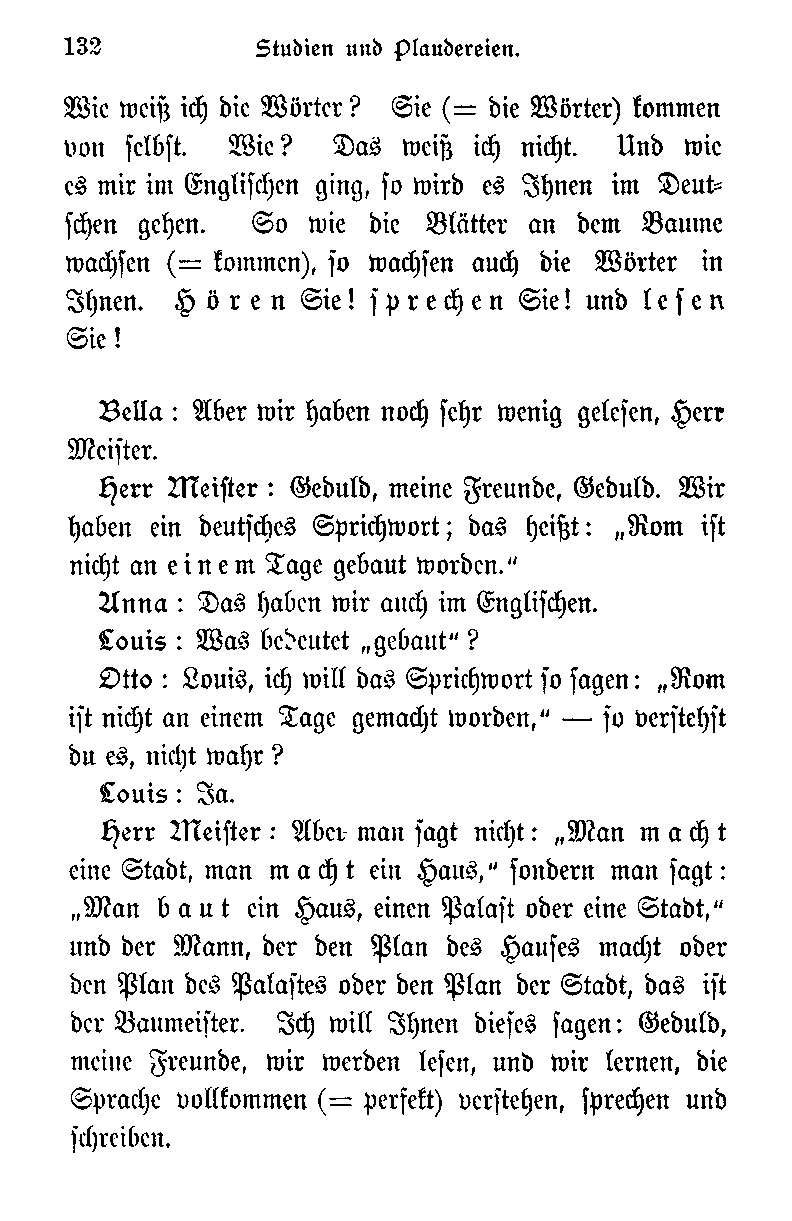 132 Studien und Plaudereien.
Wie weiß ich die Wörter? Sie (= die Wörter) kommen
von selbst. Wie? Das weiß ich nicht. Und wie
es mir im Englischen ging, so wird es Ihnen im Deut-
schen gehen. So wie die Blätter an dem Baume
wachsen (= kommen), so wachsen auch die Wörter in
Ihnen. Hören Sie! sprechen Sie! und lesen
Sie!
Bella: Aber wir haben noch sehr wenig gelesen, Herr
Meister.
Herr Meister: Geduld, meine Freunde, Geduld. Wir
haben ein deutsches Sprichwort; das heißt: „Rom ist
nicht an einem Tage gebaut worden."
Anna: Das haben wir auch im Englischen.
Louis: Was bedeutet „gebaut"?
Otto: Louis, ich will das Sprichwort so sagen: „Rom
ist nicht an einem Tage gemacht worden," — so verstehst
du es, nicht wahr?
Louis: Ja.
Herr Meister: Aber man sagt nicht: „Man macht
eine Stadt, man macht ein Haus," sondern man sagt:
„Man baut ein Haus, einen Palast oder eine Stadt,"
und der Mann, der den Plan des Hauses macht oder
den Plan des Palastes oder den Plan der Stadt, das ist
der Baumeister. Ich will Ihnen dieses sagen: Geduld,
meine Freunde, wir werden lesen, und wir lernen, die
Sprache vollkommen (= perfekt) verstehen, sprechen und
schreiben.